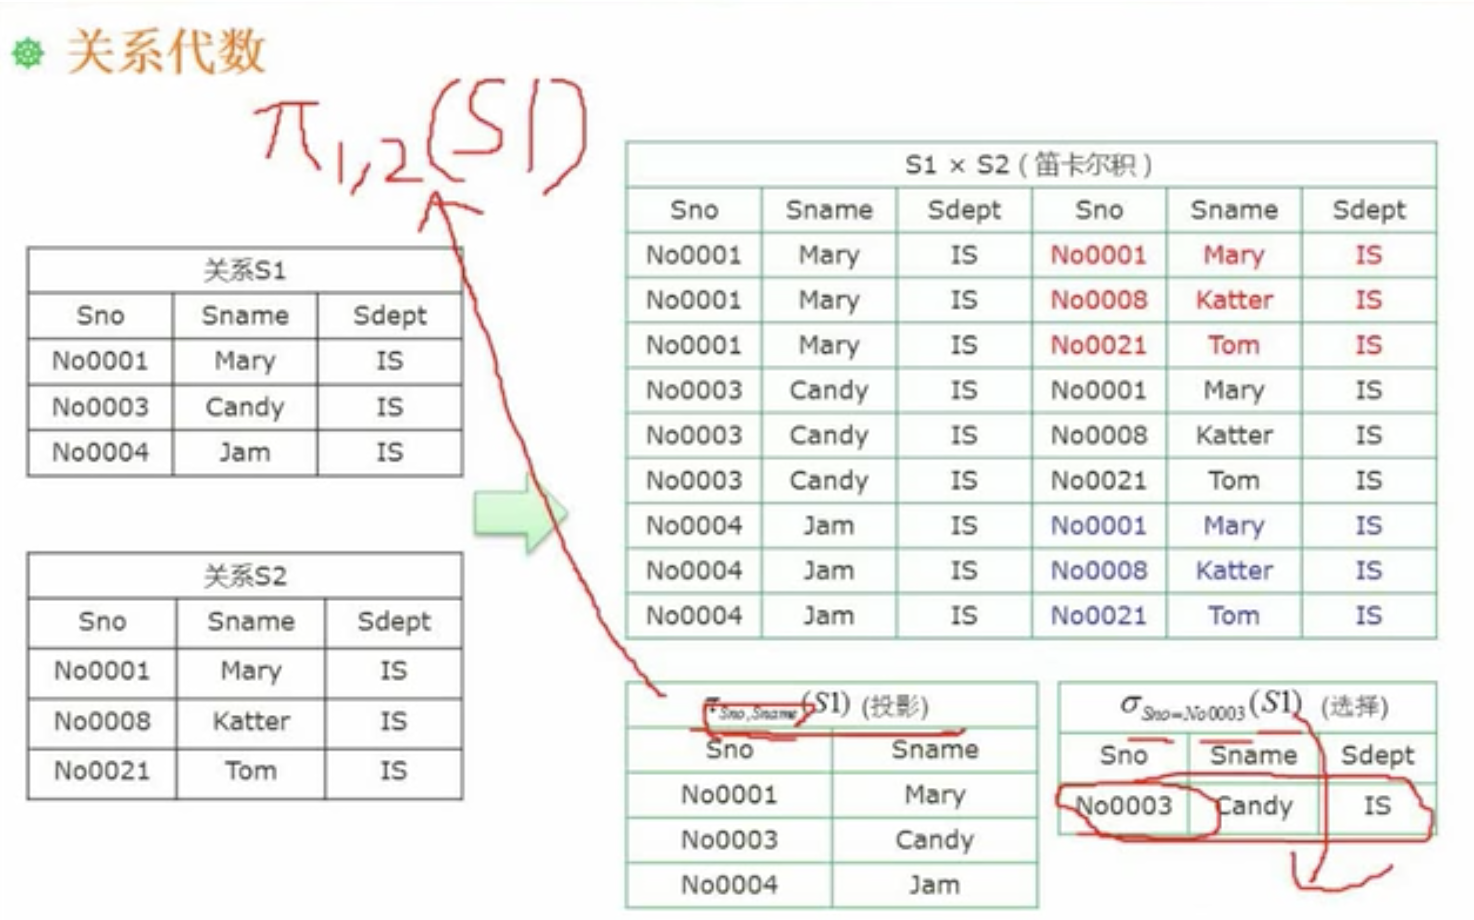 关系代数
π1,2(S1)
关系S1
Sno Sname Sdept
No0001 Mary IS
No0003 Candy IS
No0004 Jam IS
关系S2
Sno Sname Sdept
No0001 Mary IS
No0008 Katter IS
No0021 Tom IS
S1 × S2（笛卡尔积）
Sno Sname Sdept Sno Sname Sdept
No0001 Mary IS No0001 Mary IS
No0001 Mary IS No0008 Katter IS
No0001 Mary IS No0021 Tom IS
No0003 Candy IS No0001 Mary IS
No0003 Candy IS No0008 Katter IS
No0003 Candy IS No0021 Tom IS
No0004 Jam IS No0001 Mary IS
No0004 Jam IS No0008 Katter IS
No0004 Jam IS No0021 Tom IS
πSno,Sname(S1) (投影)
Sno Sname
No0001 Mary
No0003 Candy
No0004 Jam
σSno=No0003(S1) (选择)
Sno Sname Sdept
No0003 Candy IS